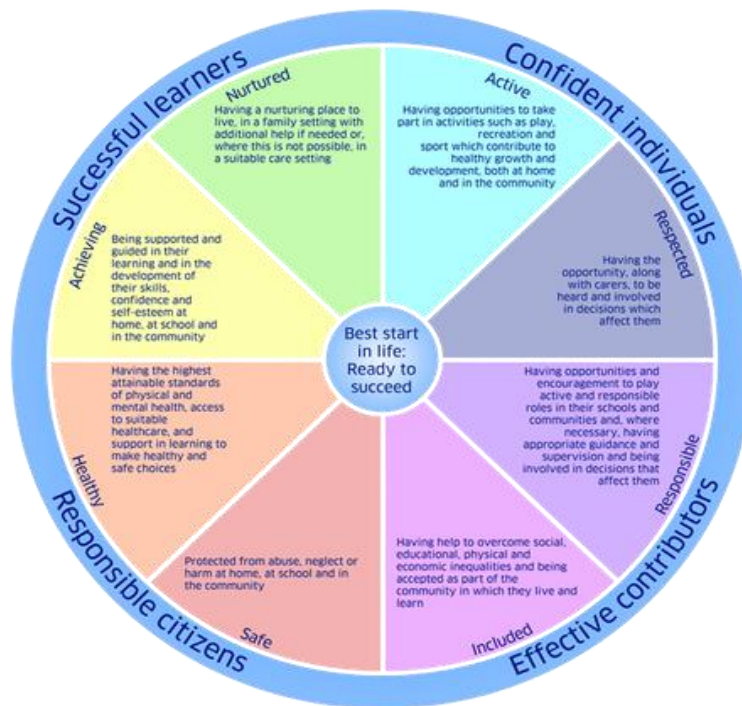 Successful learners
Confident individuals
Nurtured
Having a nurturing place to
live, in a family setting with
additional help if needed or,
where this is not possible, in
a suitable care setting
Active
Having opportunities to take
part in activities such as play,
recreation and
sport which contribute to
healthy growth and
development, both at home
and in the community
Achieving
Being supported and
guided in their
learning and in the
development of
their skills,
confidence and
self-esteem at
home, at school and
in the community
Respected
Having the
opportunity, along
with carers, to be
heard and involved
in decisions which
affect them
Best start
in life:
Ready to
succeed
Healthy
Having the highest
attainable standards
of physical and
mental health, access
to suitable
healthcare, and
support in learning to
make healthy and
safe choices
Responsible
Having opportunities and
encouragement to play
active and responsible
roles in their schools and
communities and, where
necessary, having
appropriate guidance and
supervision and being
involved in decisions that
affect them
Protected from abuse, neglect or
harm at home, at school and in
the community
Safe
Having help to overcome social,
educational, physical and
economic inequalities and being
accepted as part of the
community in which they live and
learn
Included
Responsible citizens
Effective contributors